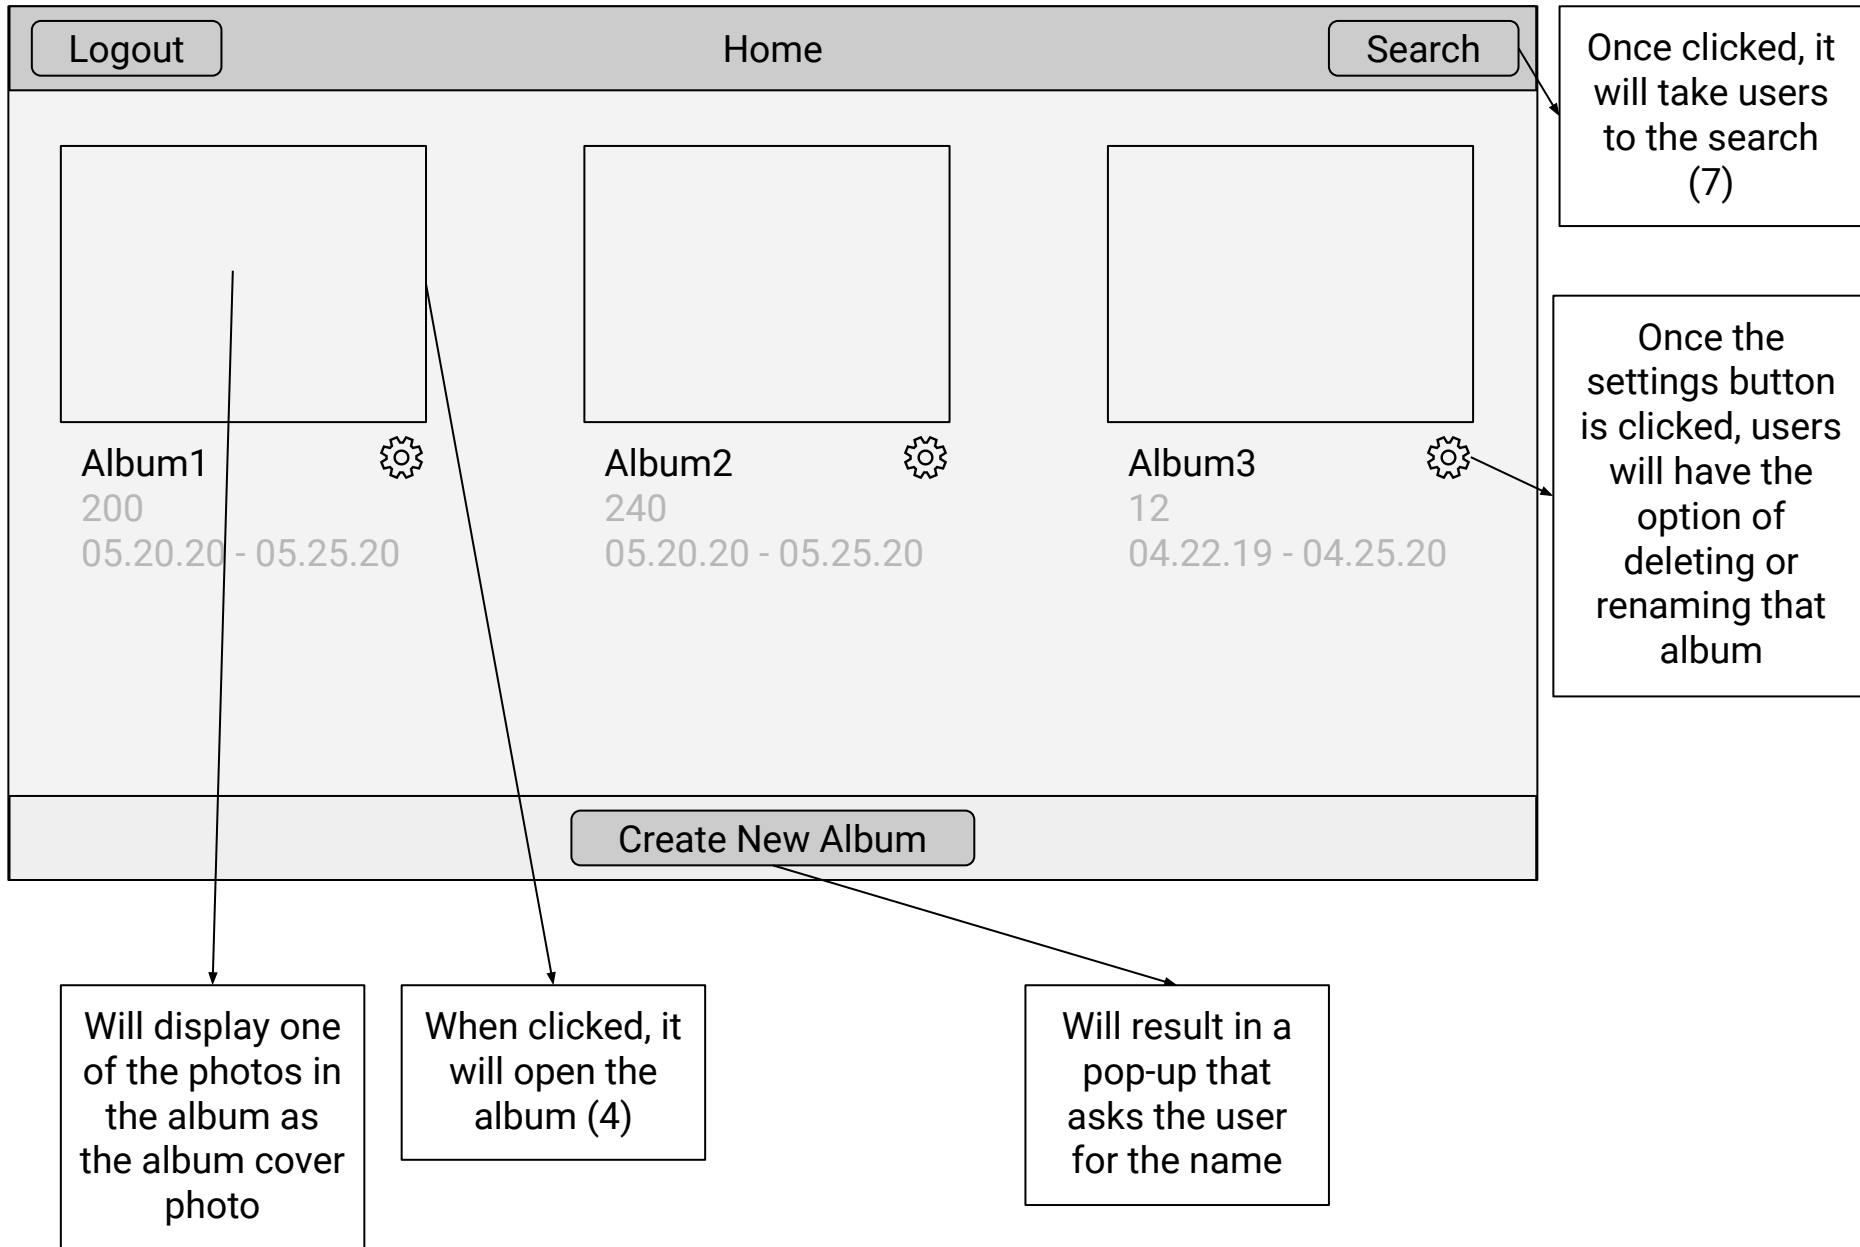 Logout
Home
Search
Once clicked, it
will take users
to the search
(7)
Album1
200
05.20.20 - 05.25.20
Album2
240
05.20.20 - 05.25.20
Album3
12
04.22.19 - 04.25.20
Once the
settings button
is clicked, users
will have the
option of
deleting or
renaming that
album
Create New Album
Will display one
of the photos in
the album as
the album cover
photo
When clicked, it
will open the
album (4)
Will result in a
pop-up that
asks the user
for the name